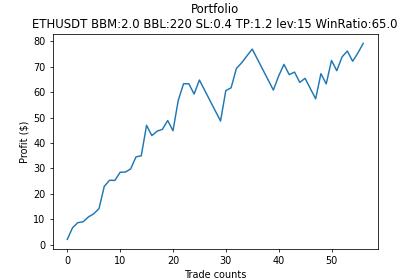 Portfolio
ETHUSDT BBM:2.0 BBL:220 SL:0.4 TP:1.2 lev:15 WinRatio:65.0
80
70
60
50
40
30
20
10
0
Profit ($)
0 10 20 30 40 50
Trade counts